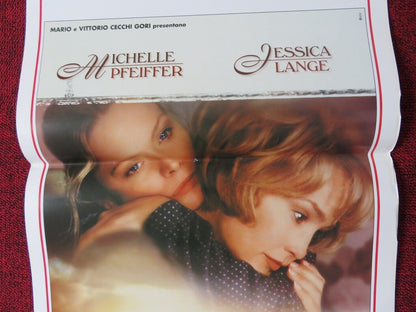 MARIO e VITTORIO CECCHI GORI presentano
MICHELLE PFEIFFER
JESSICA LANGE